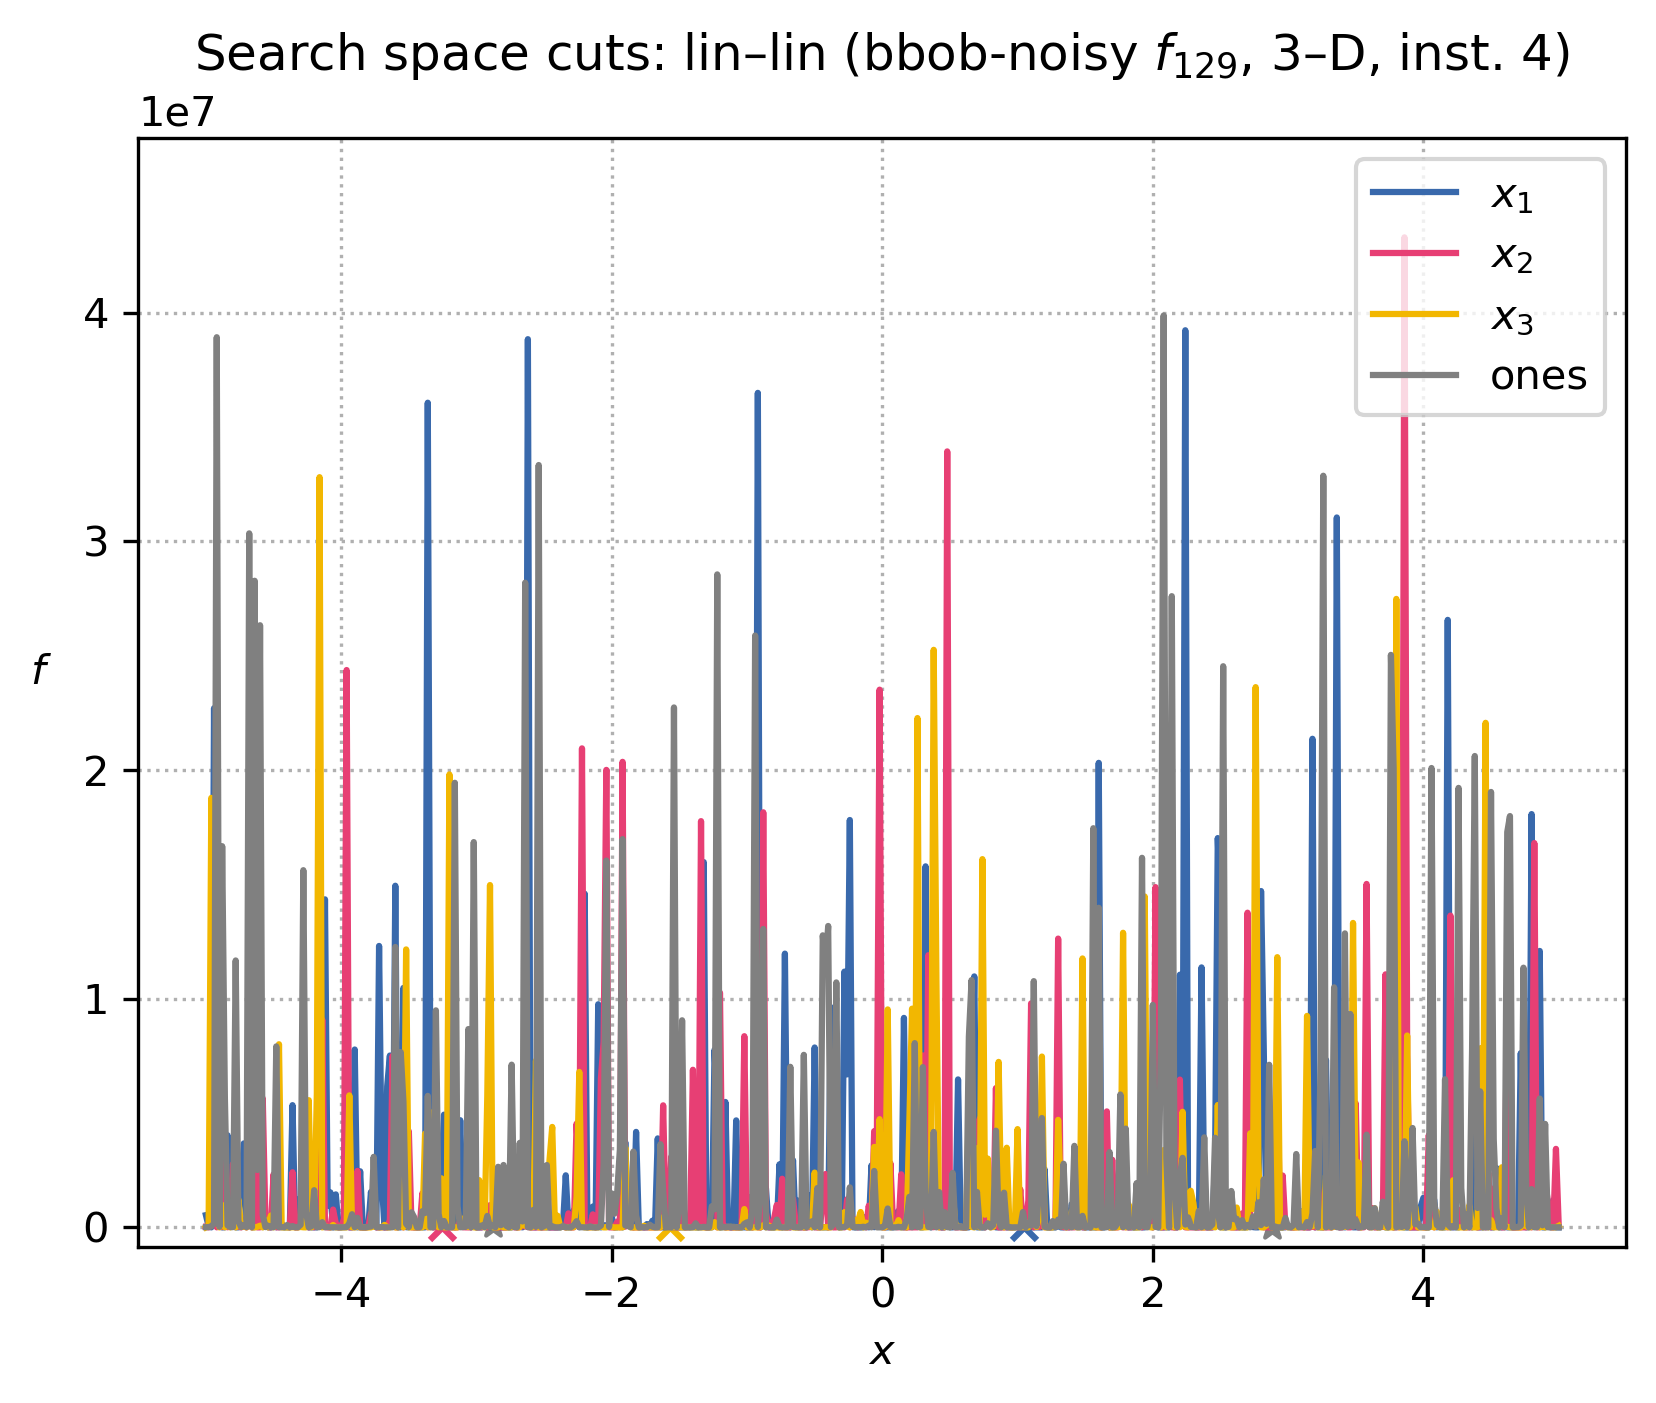 Search space cuts: lin–lin (bbob-noisy f₁₂₉, 3–D, inst. 4)
1e7
x₁
x₂
x₃
ones
4
3
2
1
0
f
−4 −2 0 2 4
x